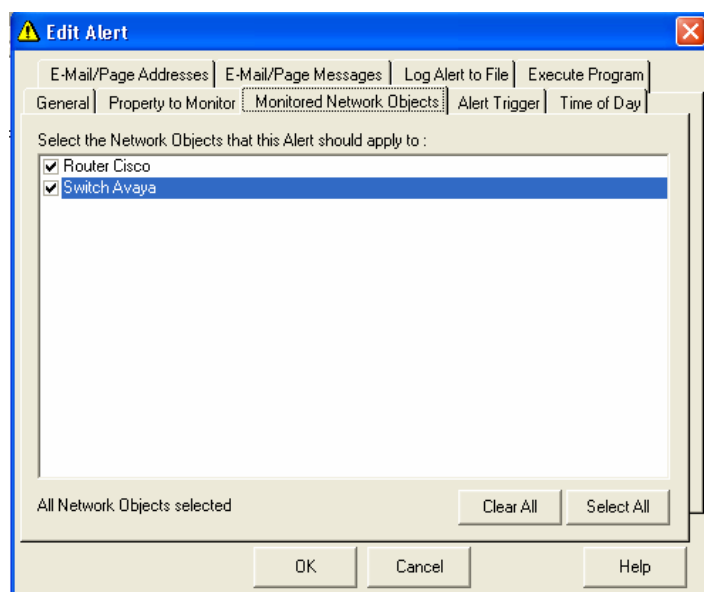 Edit Alert
E-Mail/Page Addresses E-Mail/Page Messages Log Alert to File Execute Program
General Property to Monitor Monitored Network Objects Alert Trigger Time of Day
Select the Network Objects that this Alert should apply to :
Router Cisco
Switch Avaya
All Network Objects selected Clear All Select All
OK Cancel Help